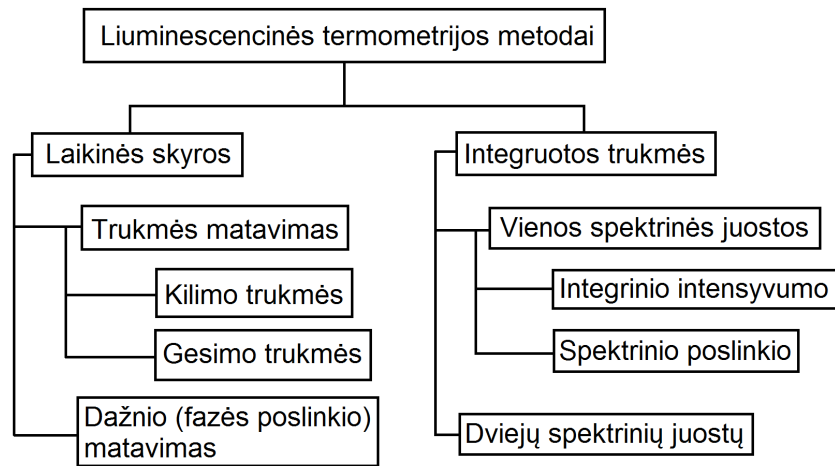 Liuminescencinės termometrijos metodai
Laikinės skyros
Trukmės matavimas
Kilimo trukmės
Gesimo trukmės
Dažnio (fazės poslinkio)
matavimas
Integruotos trukmės
Vienos spektrinės juostos
Integrinio intensyvumo
Spektrinio poslinkio
Dviejų spektrinių juostų